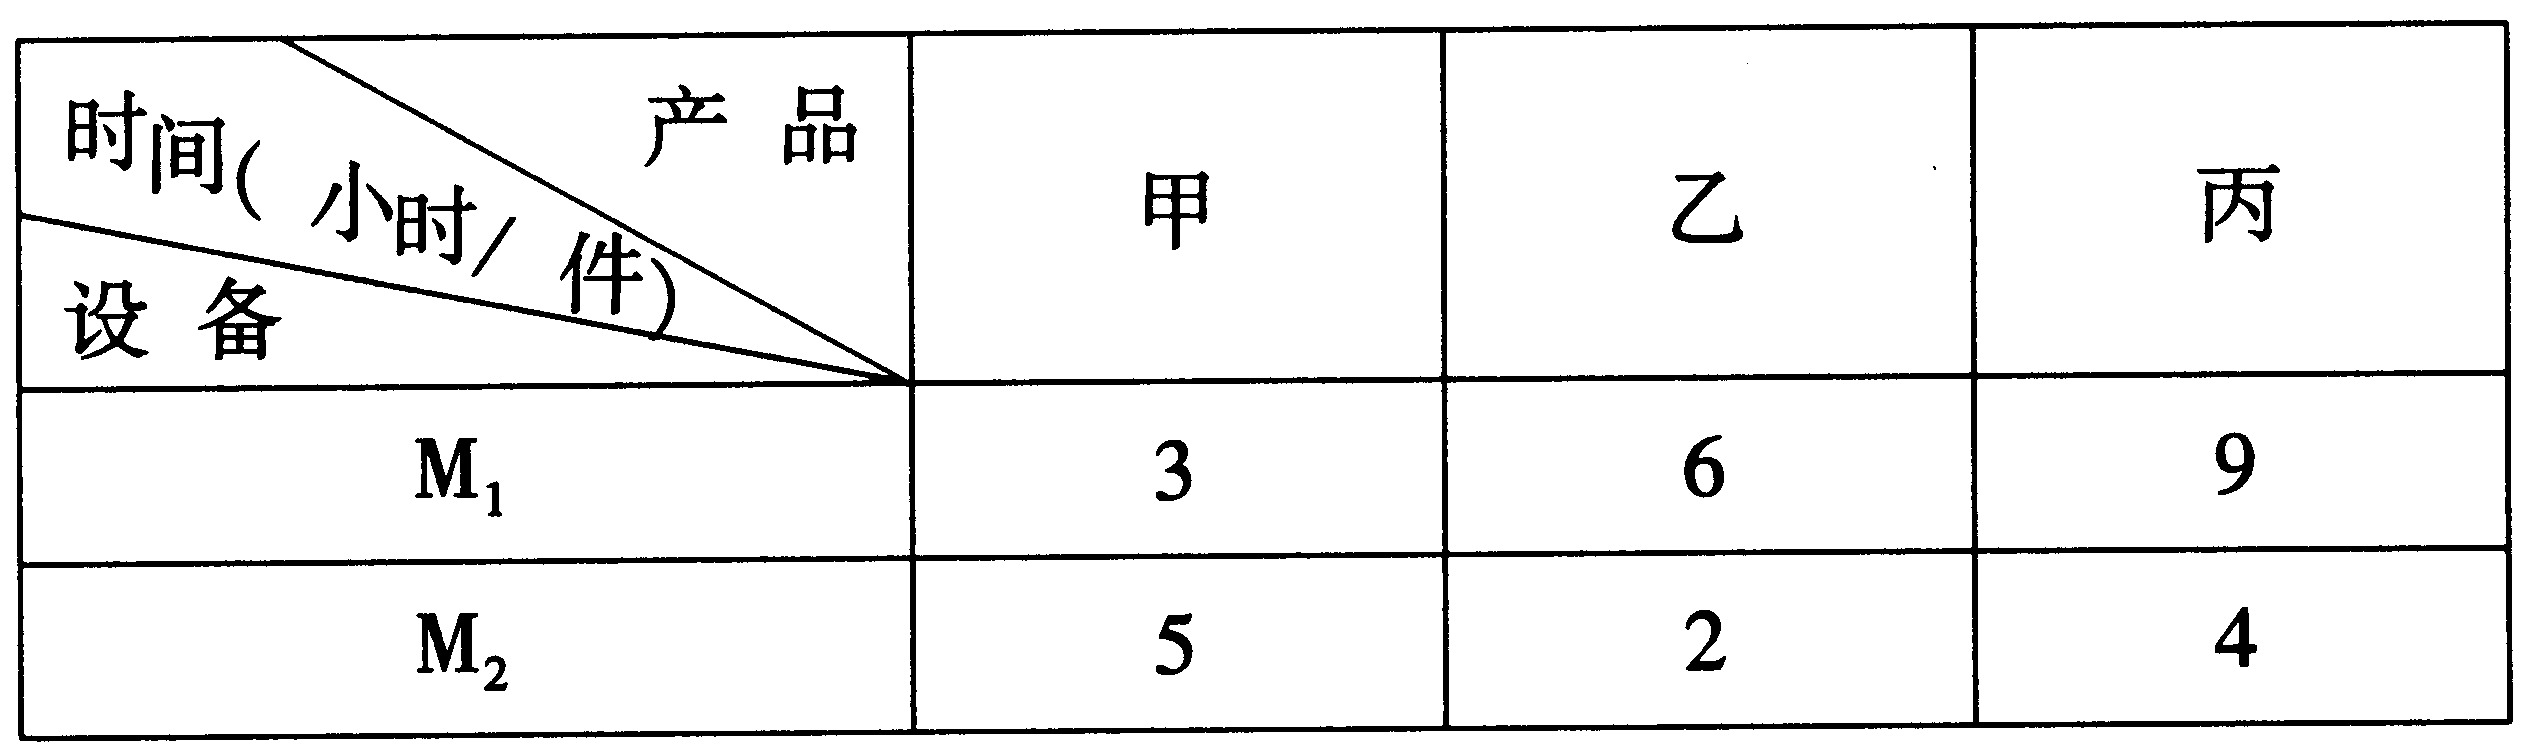 产品
时间(小时/件)
设备
甲 乙 丙
M₁ 3 6 9
M₂ 5 2 4